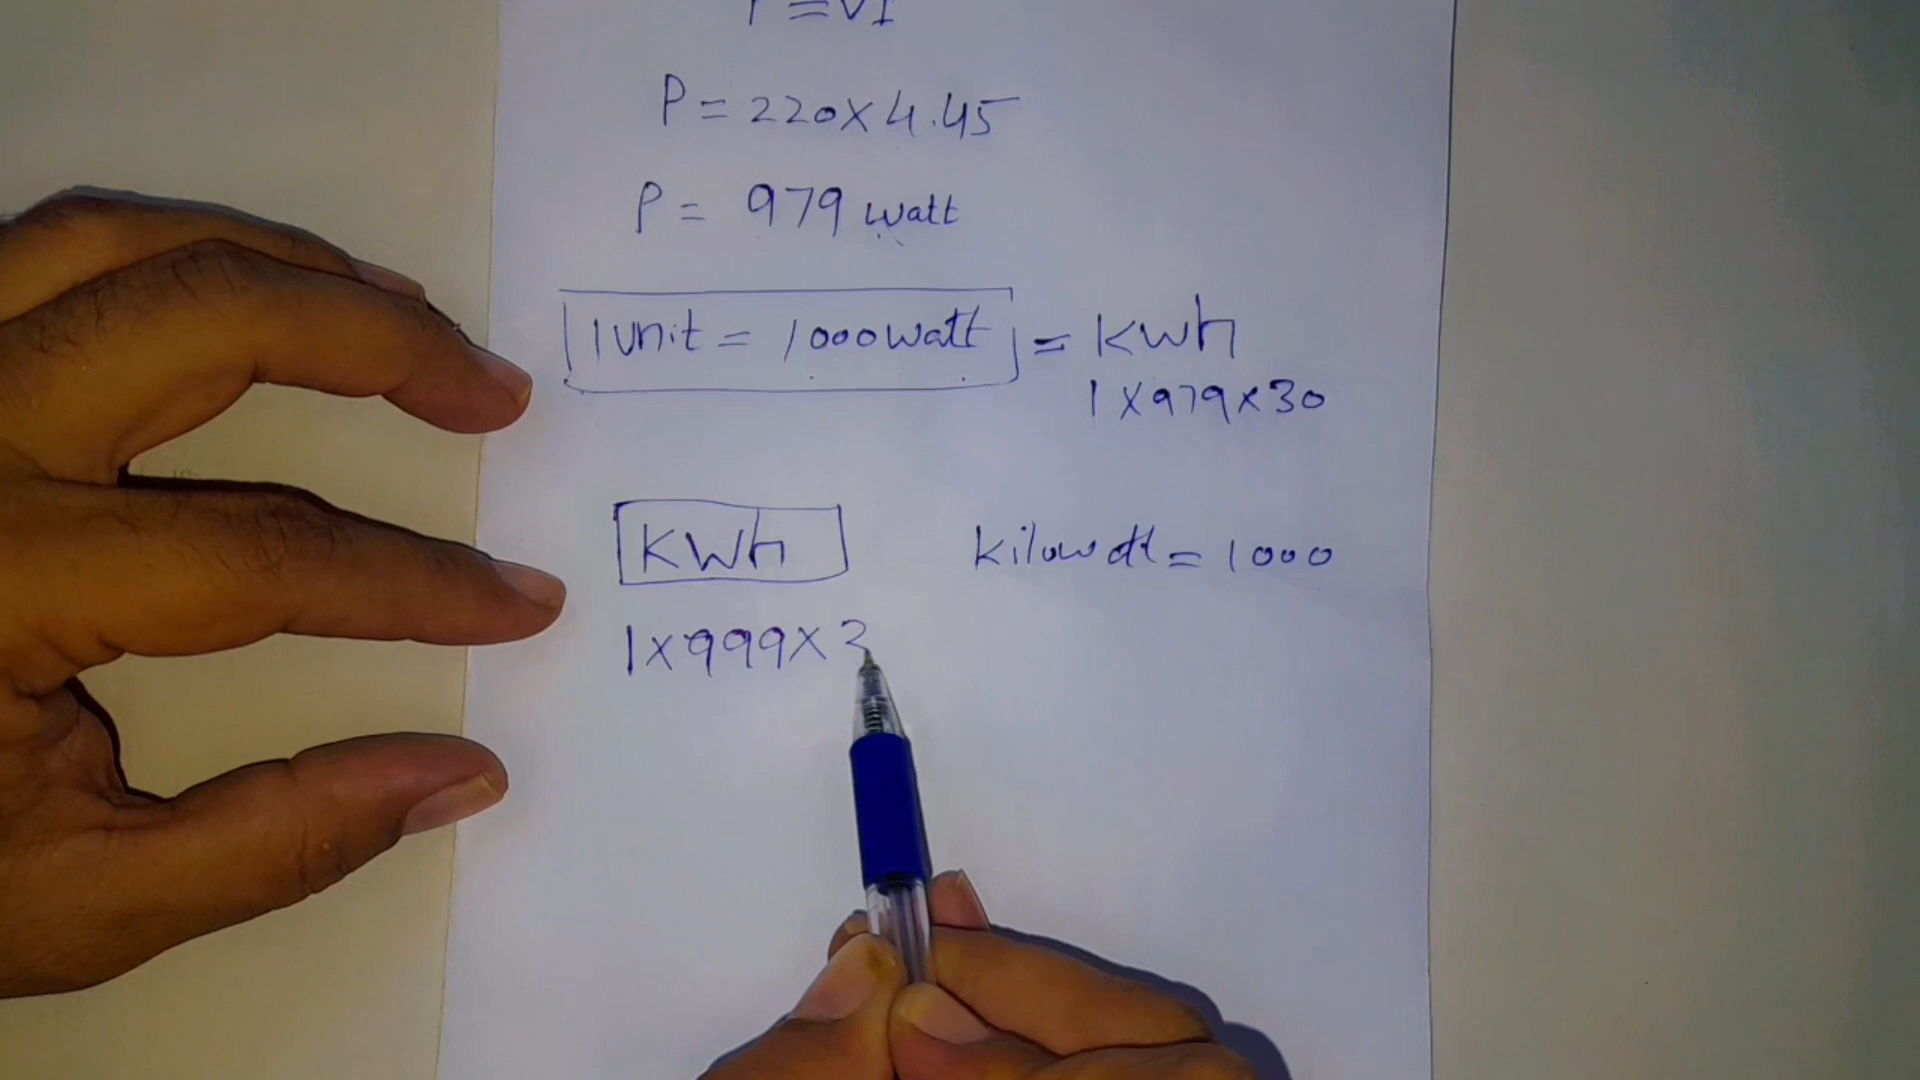 P = VI
P = 220 x 4.45
P = 979 watt
1 unit = 1000 watt = Kwh
1 x 979 x 30
KWh kilowatt = 1000
1 x 999 x 3